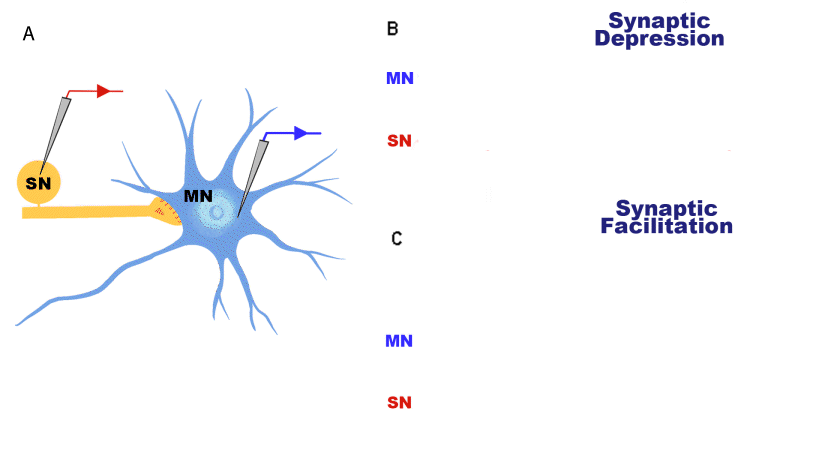 A
SN
MN
B
Synaptic
Depression
MN
SN
Synaptic
Facilitation
C
MN
SN